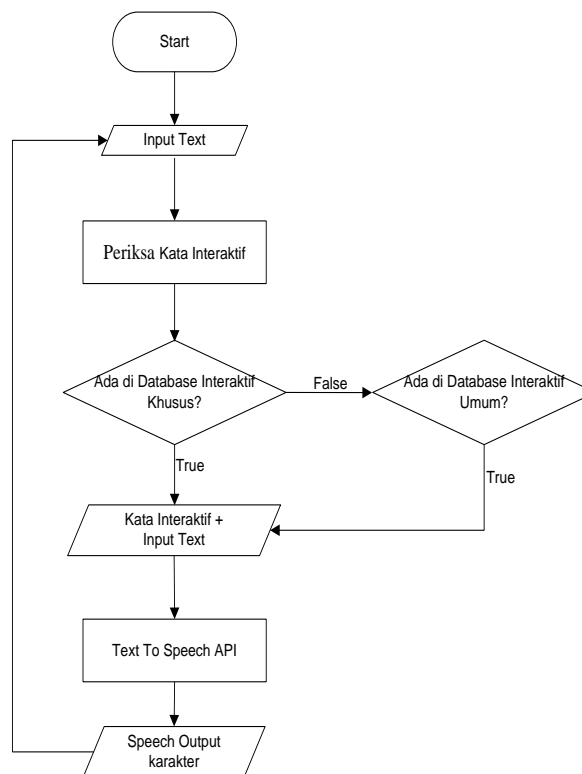 Start
Input Text
Periksa Kata Interaktif
Ada di Database Interaktif
Khusus?
False
Ada di Database Interaktif
Umum?
True
True
Kata Interaktif +
Input Text
Text To Speech API
Speech Output
karakter